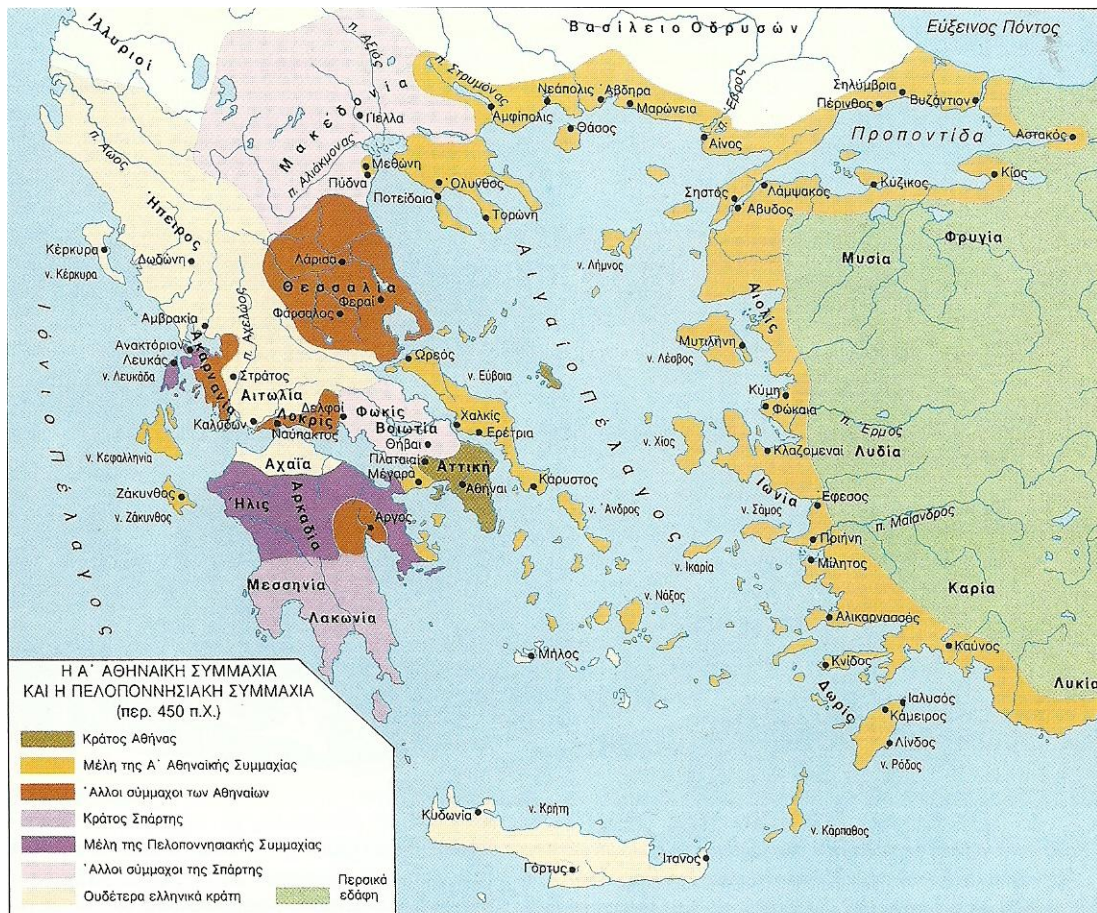 Ιλλυριοί
π. Αξιός
Βασίλειο Οδρυσών
Εύξεινος Πόντος
π. Στρυμόνας
Νεάπολις
Άβδηρα
Μαρώνεια
π. Έβρος
Σηλύμβρια
Βυζάντιον
Πέρινθος
Μακεδονία
Πέλλα
Αμφίπολις
Θάσος
Αίνος
Προποντίδα
Αστακός
π. Αώος
π. Αλιάκμονας
Μεθώνη
Πύδνα
Όλυνθος
Ποτείδαια
Τορώνη
Σηστός
Λάμψακος
Άβυδος
Κύζικος
Κίος
Ήπειρος
Κέρκυρα
Δωδώνη
ν. Κέρκυρα
Λάρισα
Θεσσαλία
Φεραί
Φάρσαλος
ν. Λήμνος
Αιγαίο Πέλαγος
Μυσία
Φρυγία
Αιολίς
Αμβρακία
π. Αχελώος
Ανακτόριον
Λευκάς
ν. Λευκάδα
Ακαρνανία
Στράτος
Αιτωλία
Ωρεός
ν. Εύβοια
Μυτιλήνη
ν. Λέσβος
Ιόνιο Πέλαγος
Καλυδών
Λοκρίς
Δελφοί
Ναύπακτος
Φωκίς
Βοιωτία
Θήβαι
Χαλκίς
Ερέτρια
Κύμη
Φώκαια
π. Έρμος
Λυδία
ν. Κεφαλληνία
Αχαΐα
Πλαταιαί
Μέγαρα
Αττική
Αθήναι
Κάρυστος
ν. Χίος
Κλαζομεναί
Ιωνία
Έφεσος
Ζάκυνθος
ν. Ζάκυνθος
Ήλις
Αρκαδία
Άργος
ν. Άνδρος
ν. Σάμος
π. Μαίανδρος
Πριήνη
ν. Ικαρία
Μίλητος
Μεσσηνία
Λακωνία
ν. Νάξος
Καρία
Αλικαρνασσός
Μήλος
Κνίδος
Καύνος
Λυκία
Δωρίς
Ιαλυσός
Κάμειρος
Λίνδος
ν. Ρόδος
ν. Κάρπαθος
Κυδωνία
ν. Κρήτη
Γόρτυς
Ίτανος
Η Α΄ ΑΘΗΝΑΙΚΗ ΣΥΜΜΑΧΙΑ
ΚΑΙ Η ΠΕΛΟΠΟΝΝΗΣΙΑΚΗ ΣΥΜΜΑΧΙΑ
(περ. 450 π.Χ.)
Κράτος Αθήνας
Μέλη της Α΄ Αθηναϊκής Συμμαχίας
Άλλοι σύμμαχοι των Αθηναίων
Κράτος Σπάρτης
Μέλη της Πελοποννησιακής Συμμαχίας
Άλλοι σύμμαχοι της Σπάρτης
Ουδέτερα ελληνικά κράτη
Περσικά
εδάφη